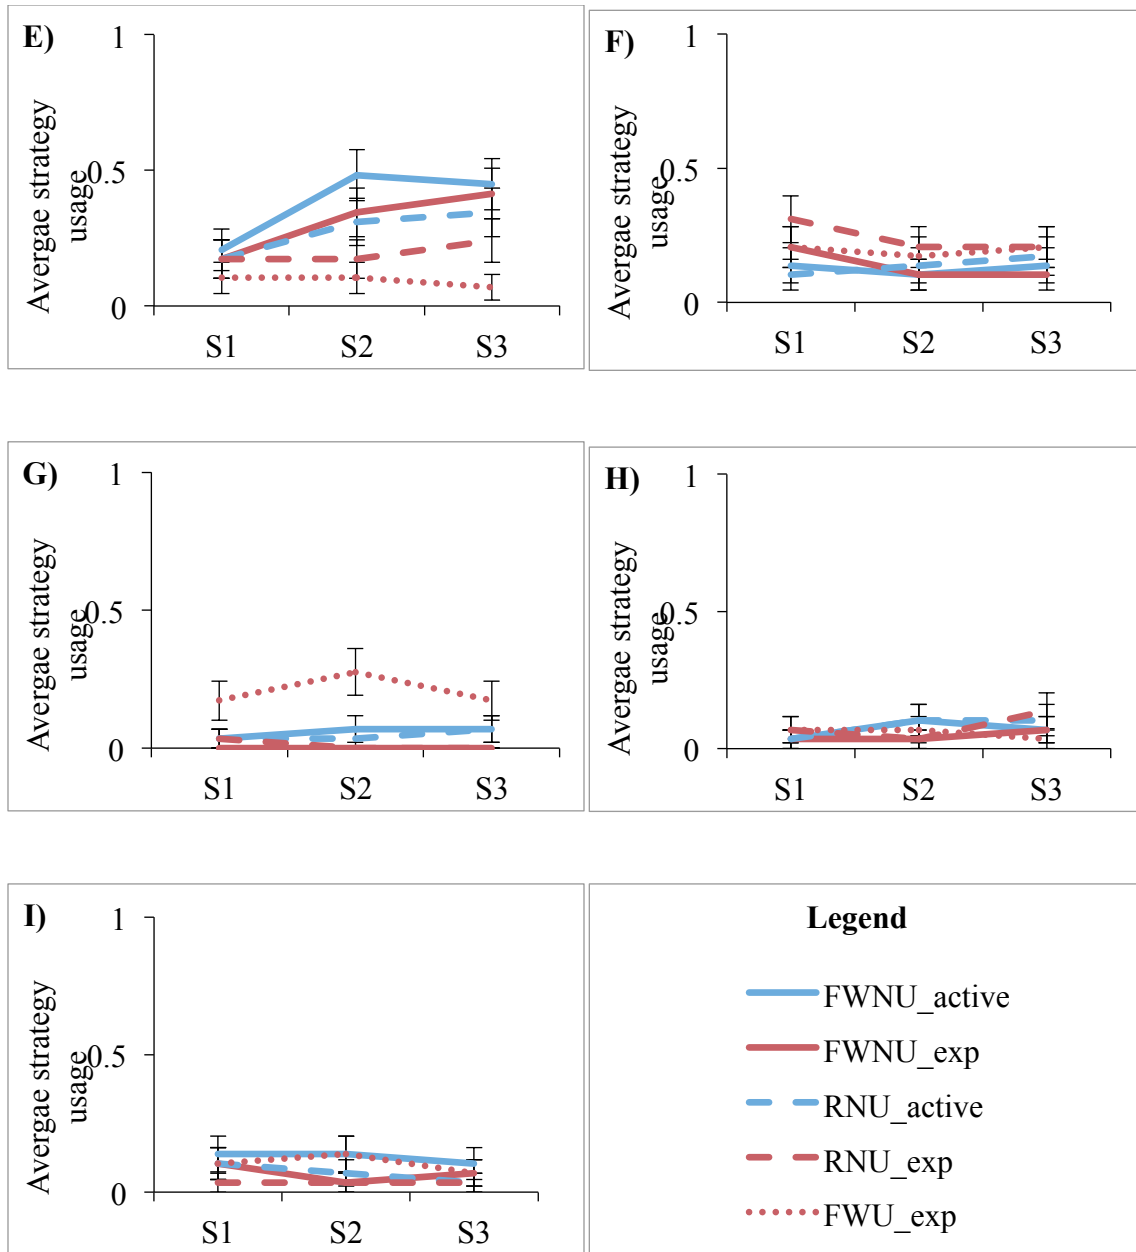 E)
1
0.5
0
Avergae strategy
usage
S1 S2 S3
F)
1
0.5
0
Avergae strategy
usage
S1 S2 S3
G)
1
0.5
0
Avergae strategy
usage
S1 S2 S3
H)
1
0.5
0
Avergae strategy
usage
S1 S2 S3
I)
1
0.5
0
Avergae strategy
usage
S1 S2 S3
Legend
FWNU_active
FWNU_exp
RNU_active
RNU_exp
FWU_exp